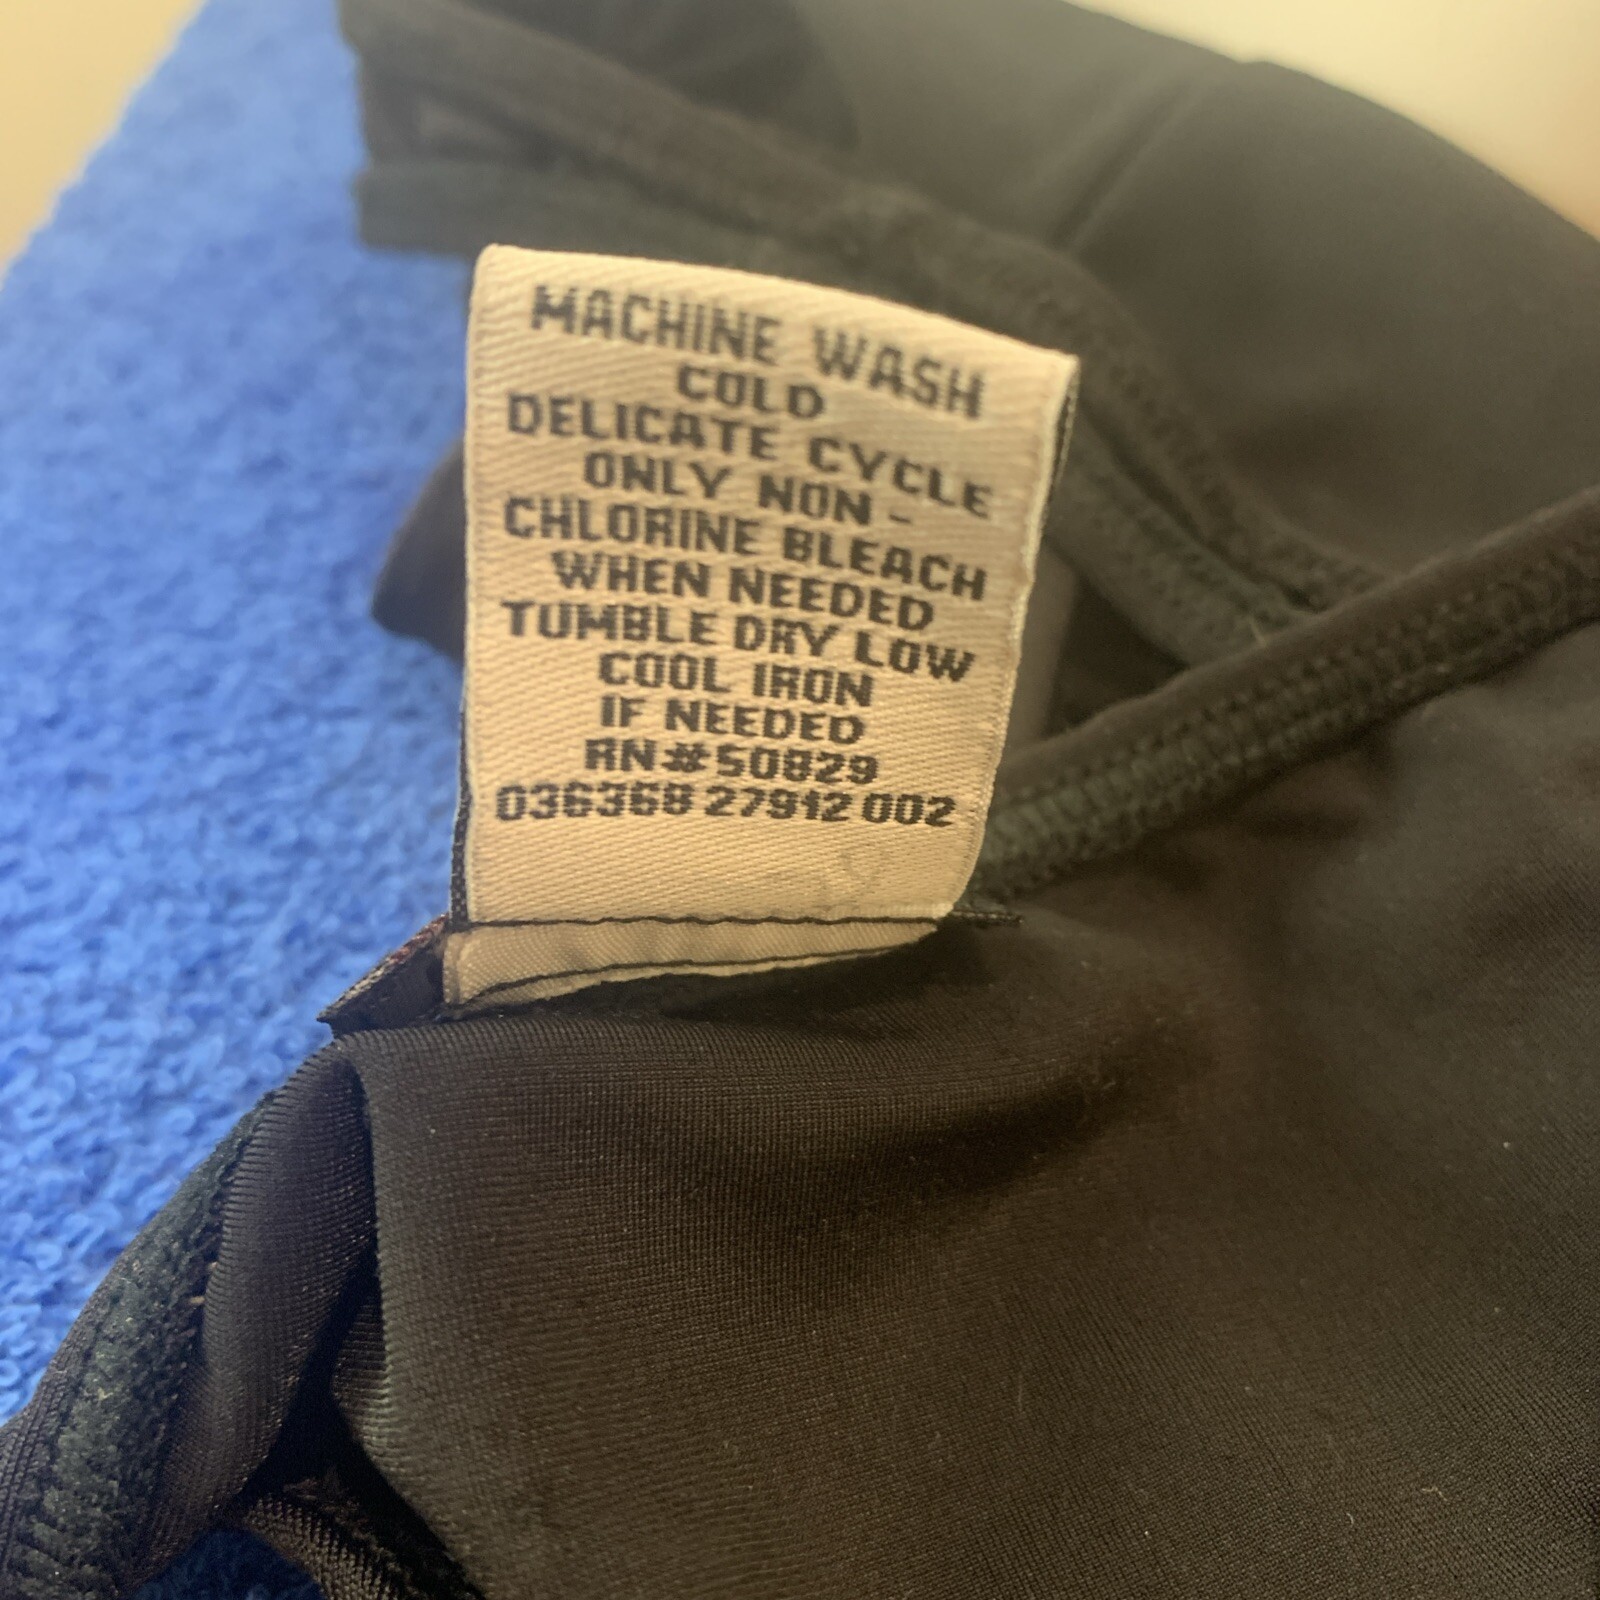 MACHINE WASH
COLD
DELICATE CYCLE
ONLY NON-
CHLORINE BLEACH
WHEN NEEDED
TUMBLE DRY LOW
COOL IRON
IF NEEDED
RN#50829
036368 27912 002